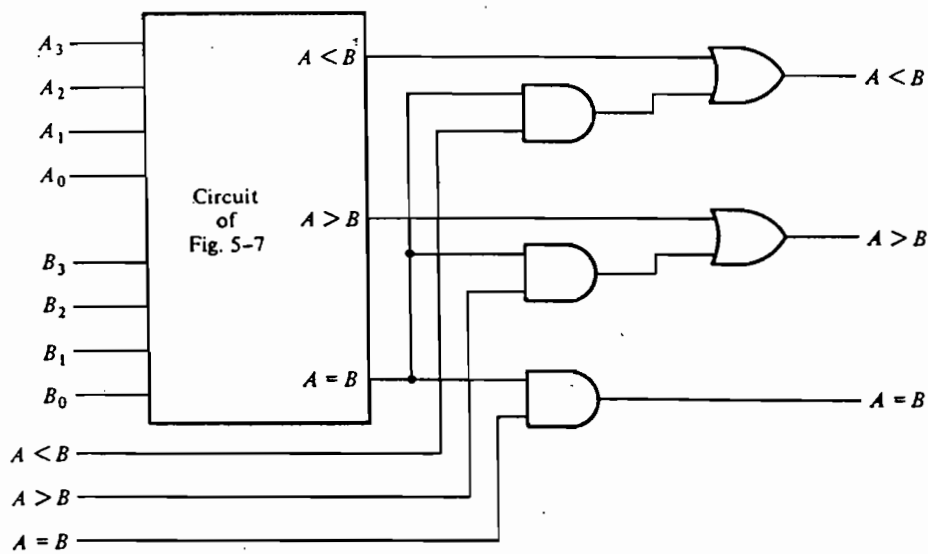 A₃
A₂
A₁
A₀
B₃
B₂
B₁
B₀
A < B
A > B
A = B
Circuit
of
Fig. 5–7
A < B
A > B
A = B
A < B
A > B
A = B